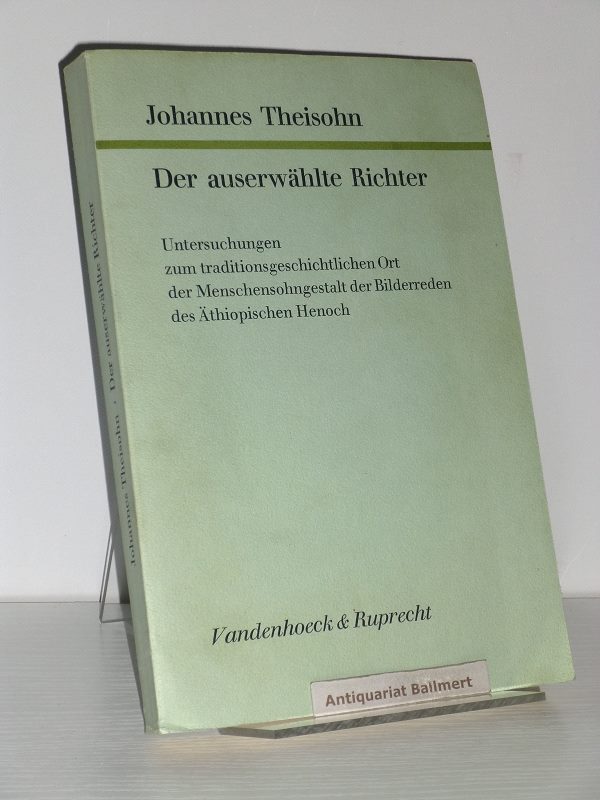 Johannes Theisohn
Der auserwählte Richter
Untersuchungen
zum traditionsgeschichtlichen Ort
der Menschensohngestalt der Bilderreden
des Äthiopischen Henoch
Vandenhoeck & Ruprecht
Antiquariat Ballmert
Johannes Theisohn · Der auserwählte Richter